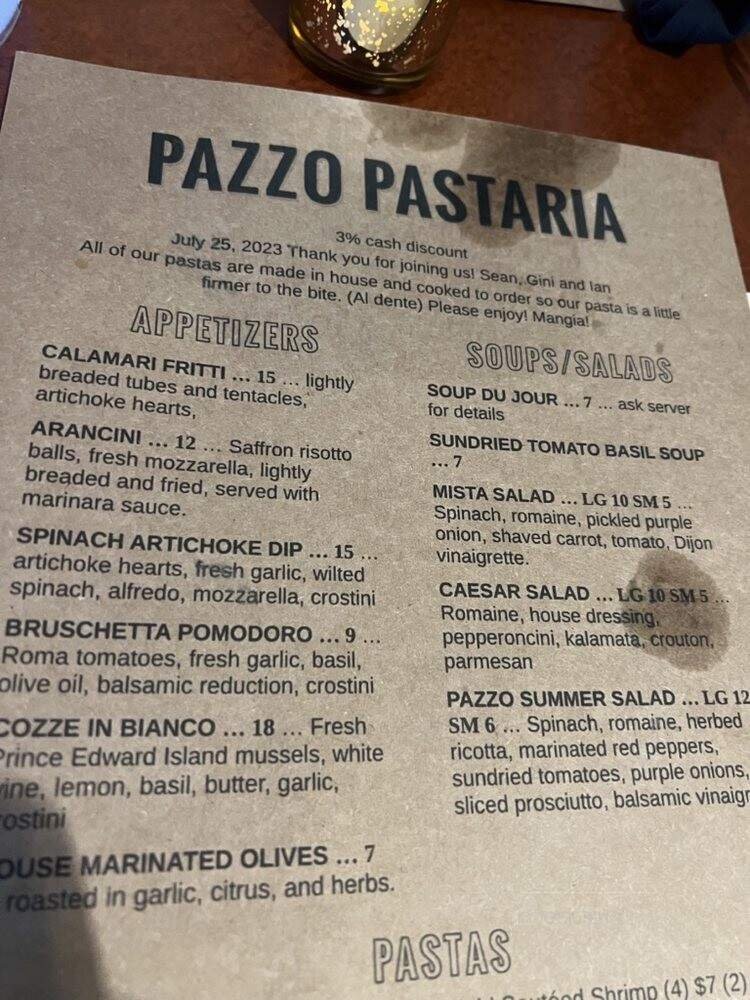 PAZZO PASTARIA
3% cash discount
July 25, 2023 Thank you for joining us! Sean, Gini and Ian
All of our pastas are made in house and cooked to order so our pasta is a little
firmer to the bite. (Al dente) Please enjoy! Mangia!
APPETIZERS
CALAMARI FRITTI ... 15 ... lightly
breaded tubes and tentacles,
artichoke hearts,
ARANCINI ... 12 ... Saffron risotto
balls, fresh mozzarella, lightly
breaded and fried, served with
marinara sauce.
SPINACH ARTICHOKE DIP ... 15 ...
artichoke hearts, fresh garlic, wilted
spinach, alfredo, mozzarella, crostini
BRUSCHETTA POMODORO ... 9 ...
Roma tomatoes, fresh garlic, basil,
olive oil, balsamic reduction, crostini
COZZE IN BIANCO ... 18 ... Fresh
Prince Edward Island mussels, white
wine, lemon, basil, butter, garlic,
rostini
OUSE MARINATED OLIVES ... 7
roasted in garlic, citrus, and herbs.
SOUPS/SALADS
SOUP DU JOUR ... 7 ... ask server
for details
SUNDRIED TOMATO BASIL SOUP
... 7
MISTA SALAD ... LG 10 SM 5 ...
Spinach, romaine, pickled purple
onion, shaved carrot, tomato, Dijon
vinaigrette.
CAESAR SALAD ... LG 10 SM 5 ...
Romaine, house dressing,
pepperoncini, kalamata, crouton,
parmesan
PAZZO SUMMER SALAD ... LG 12
SM 6 ... Spinach, romaine, herbed
ricotta, marinated red peppers,
sundried tomatoes, purple onions,
sliced prosciutto, balsamic vinaigr
PASTAS
Sautéed Shrimp (4) $7 (2)